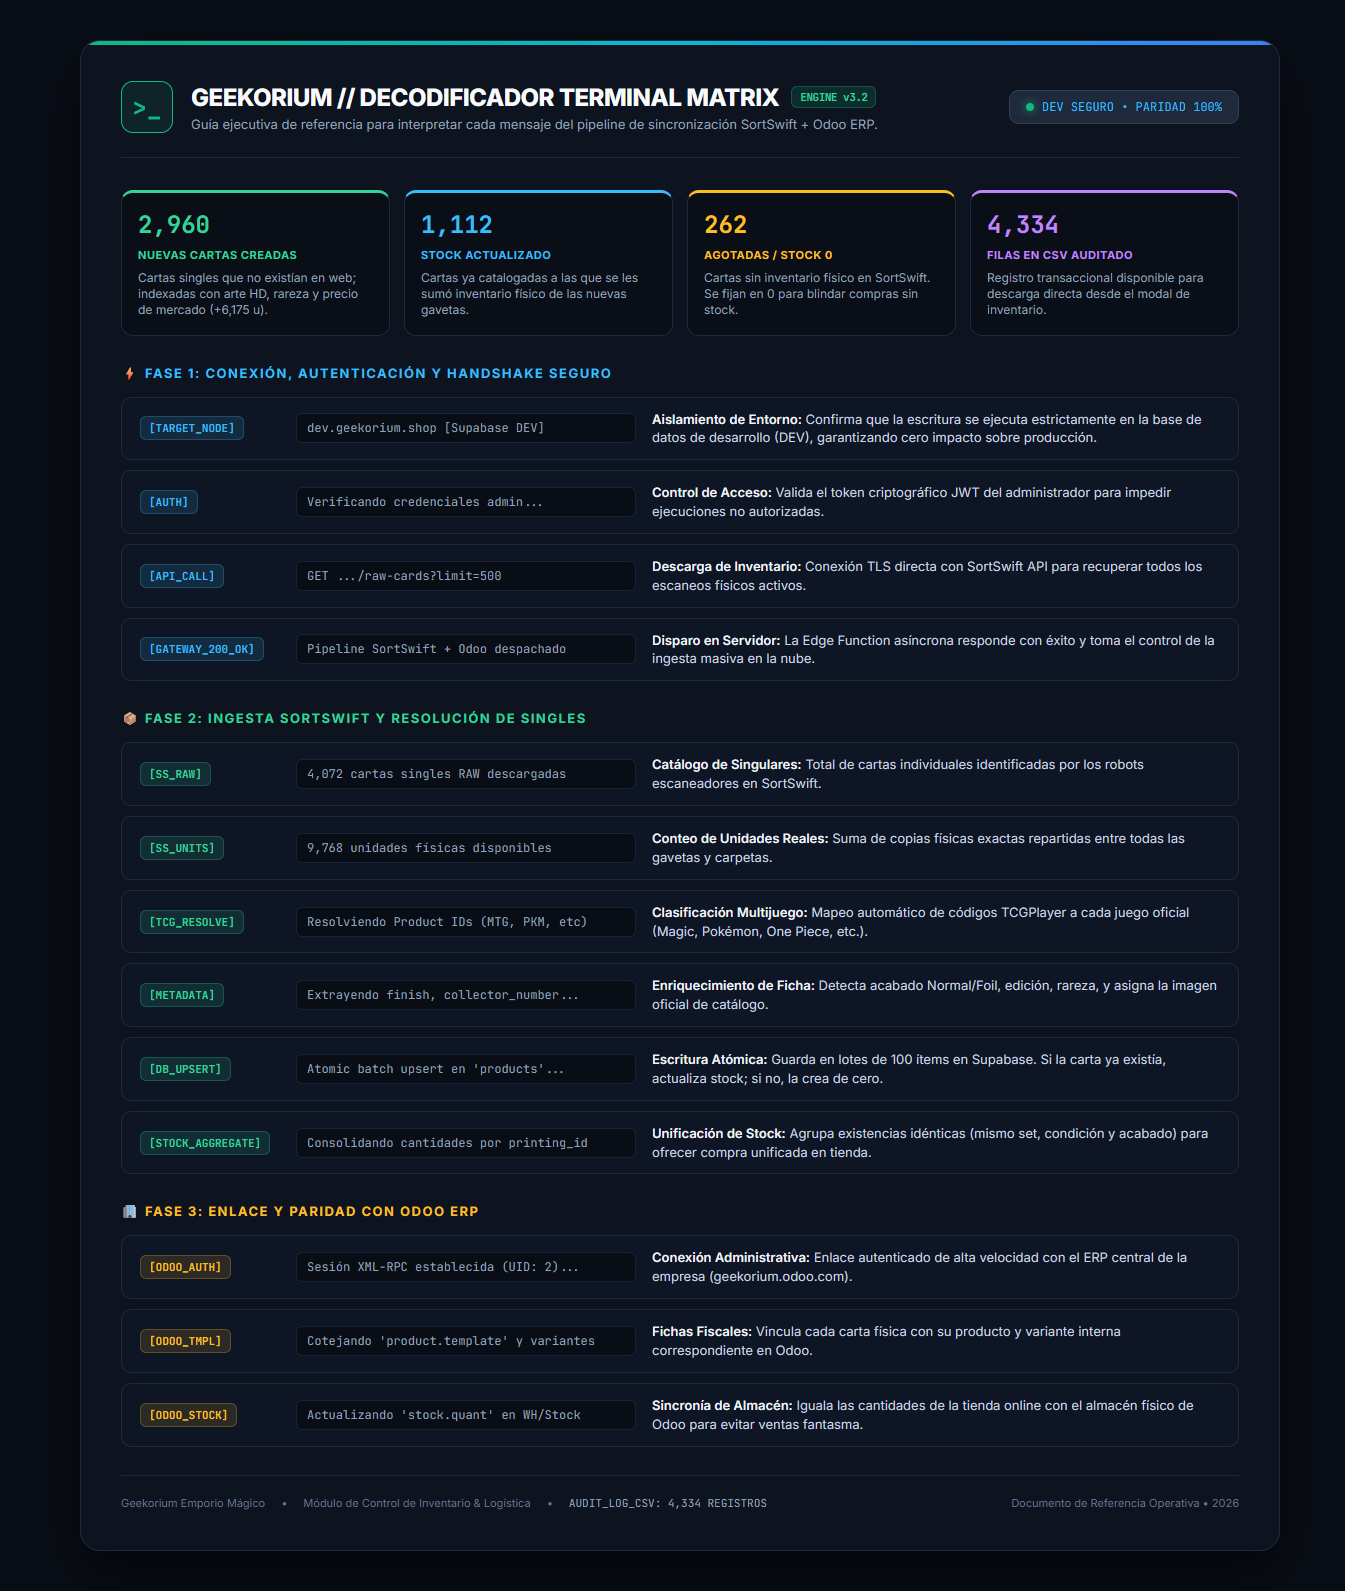 >_
GEEKORIUM // DECODIFICADOR TERMINAL MATRIX
ENGINE v3.2
Guía ejecutiva de referencia para interpretar cada mensaje del pipeline de sincronización SortSwift + Odoo ERP.
DEV SEGURO • PARIDAD 100%
2,960
NUEVAS CARTAS CREADAS
Cartas singles que no existían en web;
indexadas con arte HD, rareza y precio
de mercado (+6,175 u).
1,112
STOCK ACTUALIZADO
Cartas ya catalogadas a las que se les
sumó inventario físico de las nuevas
gavetas.
262
AGOTADAS / STOCK 0
Cartas sin inventario físico en SortSwift.
Se fijan en 0 para blindar compras sin
stock.
4,334
FILAS EN CSV AUDITADO
Registro transaccional disponible para
descarga directa desde el modal de
inventario.
FASE 1: CONEXIÓN, AUTENTICACIÓN Y HANDSHAKE SEGURO
[TARGET_NODE]
dev.geekorium.shop [Supabase DEV]
Aislamiento de Entorno: Confirma que la escritura se ejecuta estrictamente en la base de
datos de desarrollo (DEV), garantizando cero impacto sobre producción.
[AUTH]
Verificando credenciales admin...
Control de Acceso: Valida el token criptográfico JWT del administrador para impedir
ejecuciones no autorizadas.
[API_CALL]
GET .../raw-cards?limit=500
Descarga de Inventario: Conexión TLS directa con SortSwift API para recuperar todos los
escaneos físicos activos.
[GATEWAY_200_OK]
Pipeline SortSwift + Odoo despachado
Disparo en Servidor: La Edge Function asíncrona responde con éxito y toma el control de la
ingesta masiva en la nube.
FASE 2: INGESTA SORTSWIFT Y RESOLUCIÓN DE SINGLES
[SS_RAW]
4,072 cartas singles RAW descargadas
Catálogo de Singulares: Total de cartas individuales identificadas por los robots
escaneadores en SortSwift.
[SS_UNITS]
9,768 unidades físicas disponibles
Conteo de Unidades Reales: Suma de copias físicas exactas repartidas entre todas las
gavetas y carpetas.
[TCG_RESOLVE]
Resolviendo Product IDs (MTG, PKM, etc)
Clasificación Multijuego: Mapeo automático de códigos TCGPlayer a cada juego oficial
(Magic, Pokémon, One Piece, etc.).
[METADATA]
Extrayendo finish, collector_number...
Enriquecimiento de Ficha: Detecta acabado Normal/Foil, edición, rareza, y asigna la imagen
oficial de catálogo.
[DB_UPSERT]
Atomic batch upsert en 'products'...
Escritura Atómica: Guarda en lotes de 100 ítems en Supabase. Si la carta ya existía,
actualiza stock; si no, la crea de cero.
[STOCK_AGGREGATE]
Consolidando cantidades por printing_id
Unificación de Stock: Agrupa existencias idénticas (mismo set, condición y acabado) para
ofrecer compra unificada en tienda.
FASE 3: ENLACE Y PARIDAD CON ODOO ERP
[ODOO_AUTH]
Sesión XML-RPC establecida (UID: 2)...
Conexión Administrativa: Enlace autenticado de alta velocidad con el ERP central de la
empresa (geekorium.odoo.com).
[ODOO_TMPL]
Cotejando 'product.template' y variantes
Fichas Fiscales: Vincula cada carta física con su producto y variante interna
correspondiente en Odoo.
[ODOO_STOCK]
Actualizando 'stock.quant' en WH/Stock
Sincronía de Almacén: Iguala las cantidades de la tienda online con el almacén físico de
Odoo para evitar ventas fantasma.
Geekorium Emporio Mágico • Módulo de Control de Inventario & Logística • AUDIT_LOG_CSV: 4,334 REGISTROS
Documento de Referencia Operativa • 2026